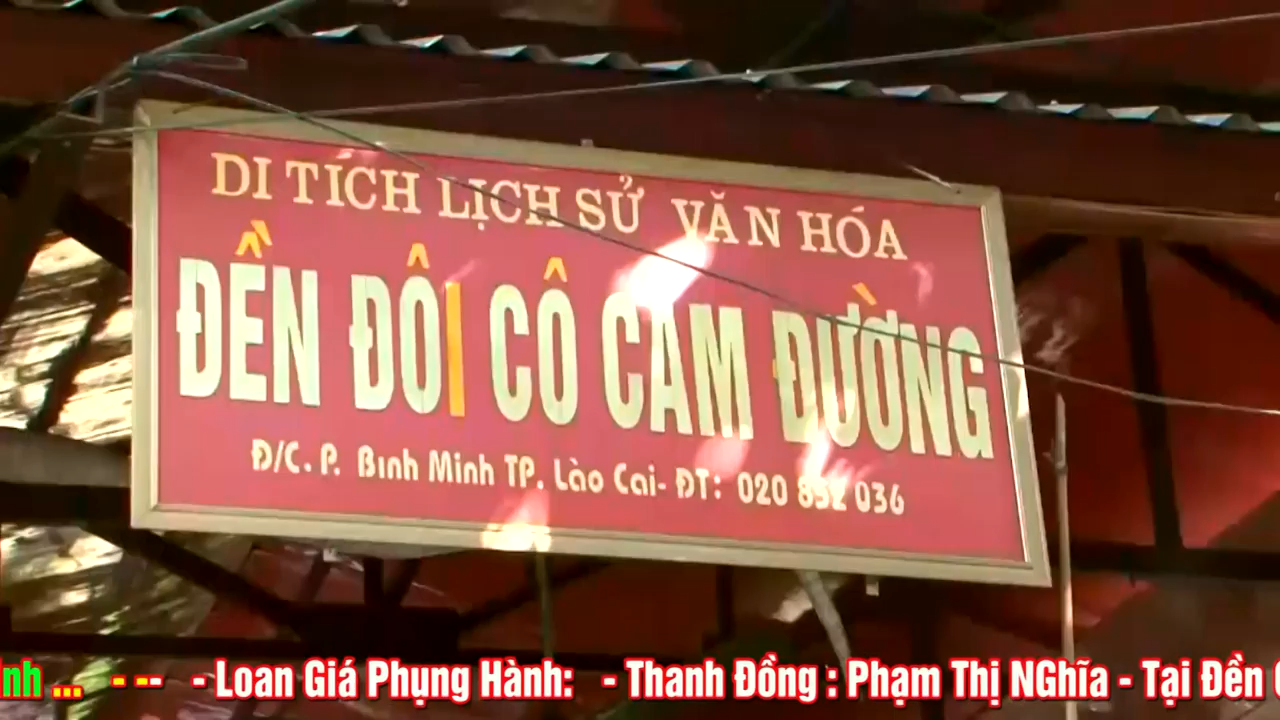 DI TÍCH LỊCH SỬ VĂN HÓA
ĐỀN ĐÔI CÔ CAM ĐƯỜNG
Đ/C. P. Bình Minh TP. Lào Cai- ĐT: 020 852 036
... - -- - Loan Giá Phụng Hành: - Thanh Đồng : Phạm Thị NGhĩa - Tại Đền